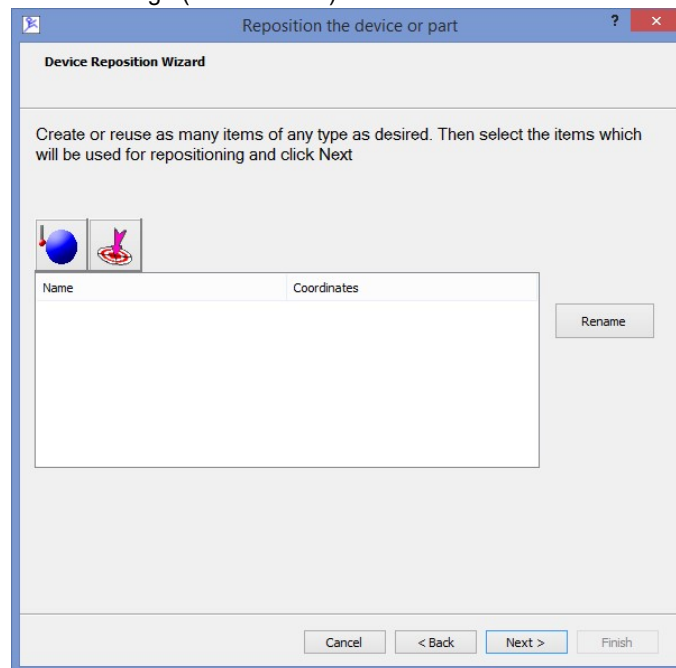 Reposition the device or part
?
Device Reposition Wizard
Create or reuse as many items of any type as desired. Then select the items which
will be used for repositioning and click Next
Name Coordinates
Rename
Cancel < Back Next > Finish